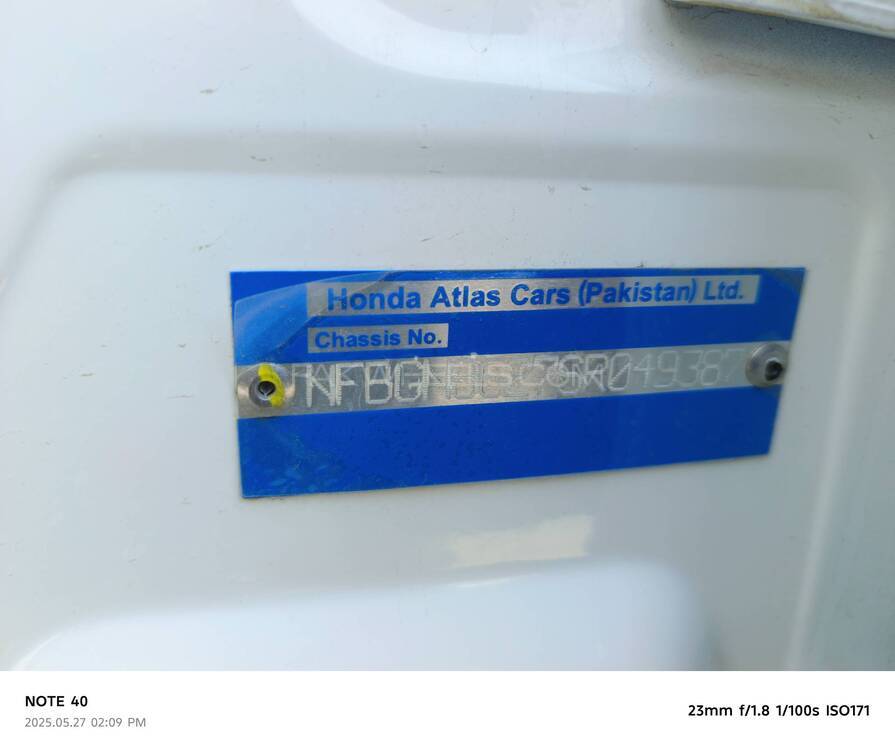 Honda Atlas Cars (Pakistan) Ltd.
Chassis No.
NOTE 40
2025.05.27 02:09 PM
23mm f/1.8 1/100s ISO171